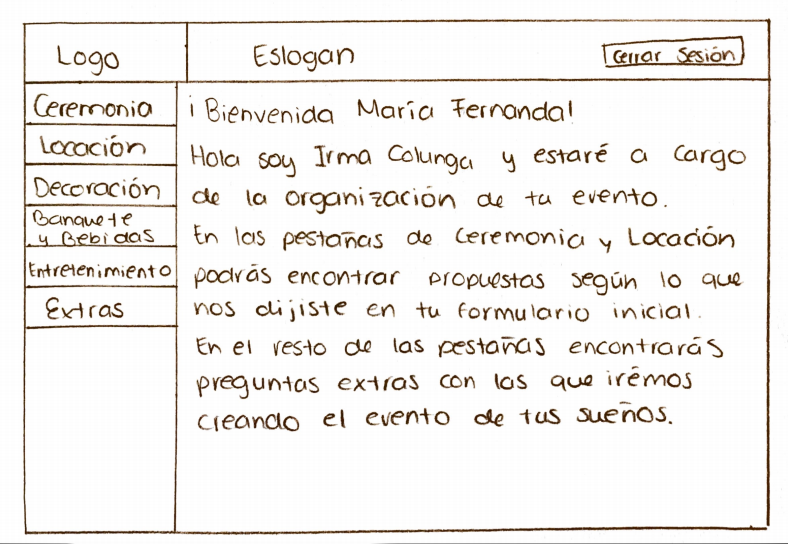 Logo
Eslogan
Cerrar Sesión
Ceremonia
Locación
Decoración
Banquete
y Bebidas
Entretenimiento
Extras
¡Bienvenida María Fernanda!
Hola soy Irma Colunga y estaré a cargo
de la organización de tu evento.
En las pestañas de Ceremonia y Locación
podrás encontrar propuestas según lo que
nos dijiste en tu formulario inicial.
En el resto de las pestañas encontrarás
preguntas extras con las que irémos
creando el evento de tus sueños.